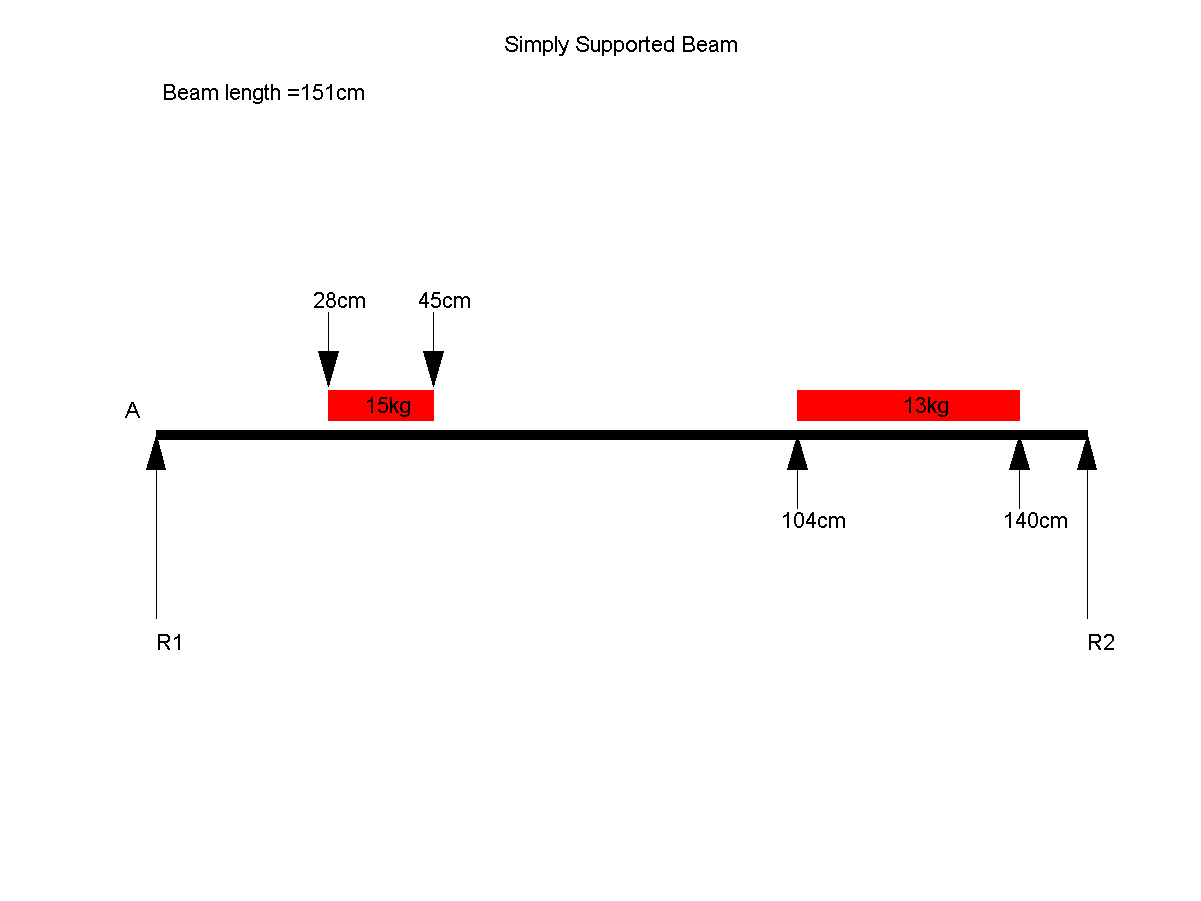 Simply Supported Beam
Beam length =151cm
28cm 45cm
A 15kg 13kg
104cm 140cm
R1 R2